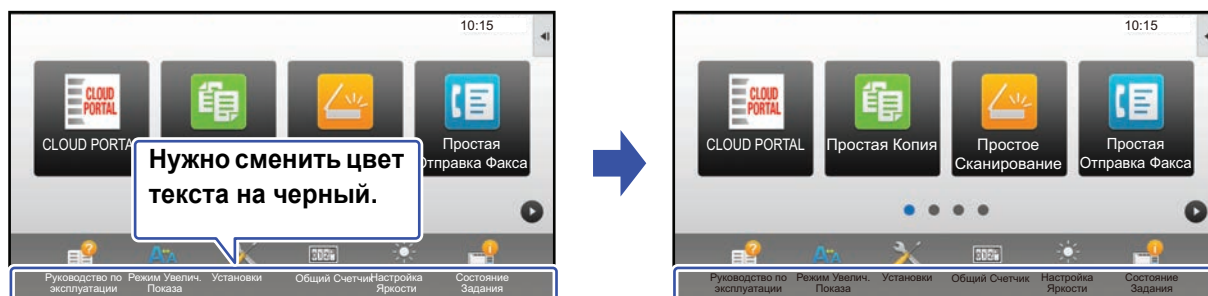 10:15
CLOUD
PORTAL
CLOUD PORTA
Простая
Отправка Факса
Нужно сменить цвет
текста на черный.
Руководство по
эксплуатации
Режим Увелич.
Показа
Установки
Общий Счетчик
Настройка
Яркости
Состояние
Задания
10:15
CLOUD
PORTAL
CLOUD PORTAL
Простая Копия
Простое
Сканирование
Простая
Отправка Факса
Руководство по
эксплуатации
Режим Увелич.
Показа
Установки
Общий Счетчик
Настройка
Яркости
Состояние
Задания